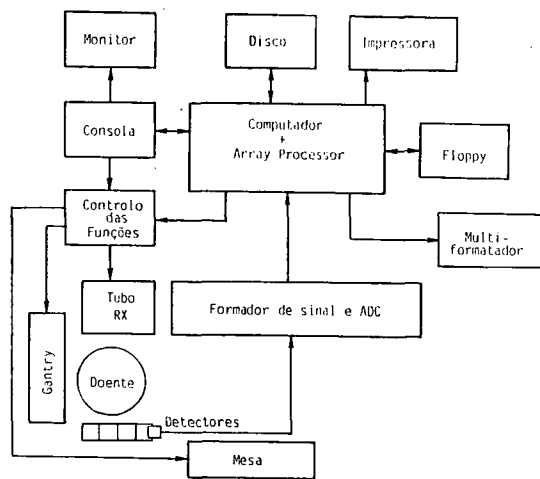 Monitor
Disco
Impressora
Consola
Computador
+
Array Processor
Floppy
Controlo
das
Funções
Multi-
formatador
Tubo
RX
Formador de sinal e ADC
Gantry
Doente
Detectores
Mesa